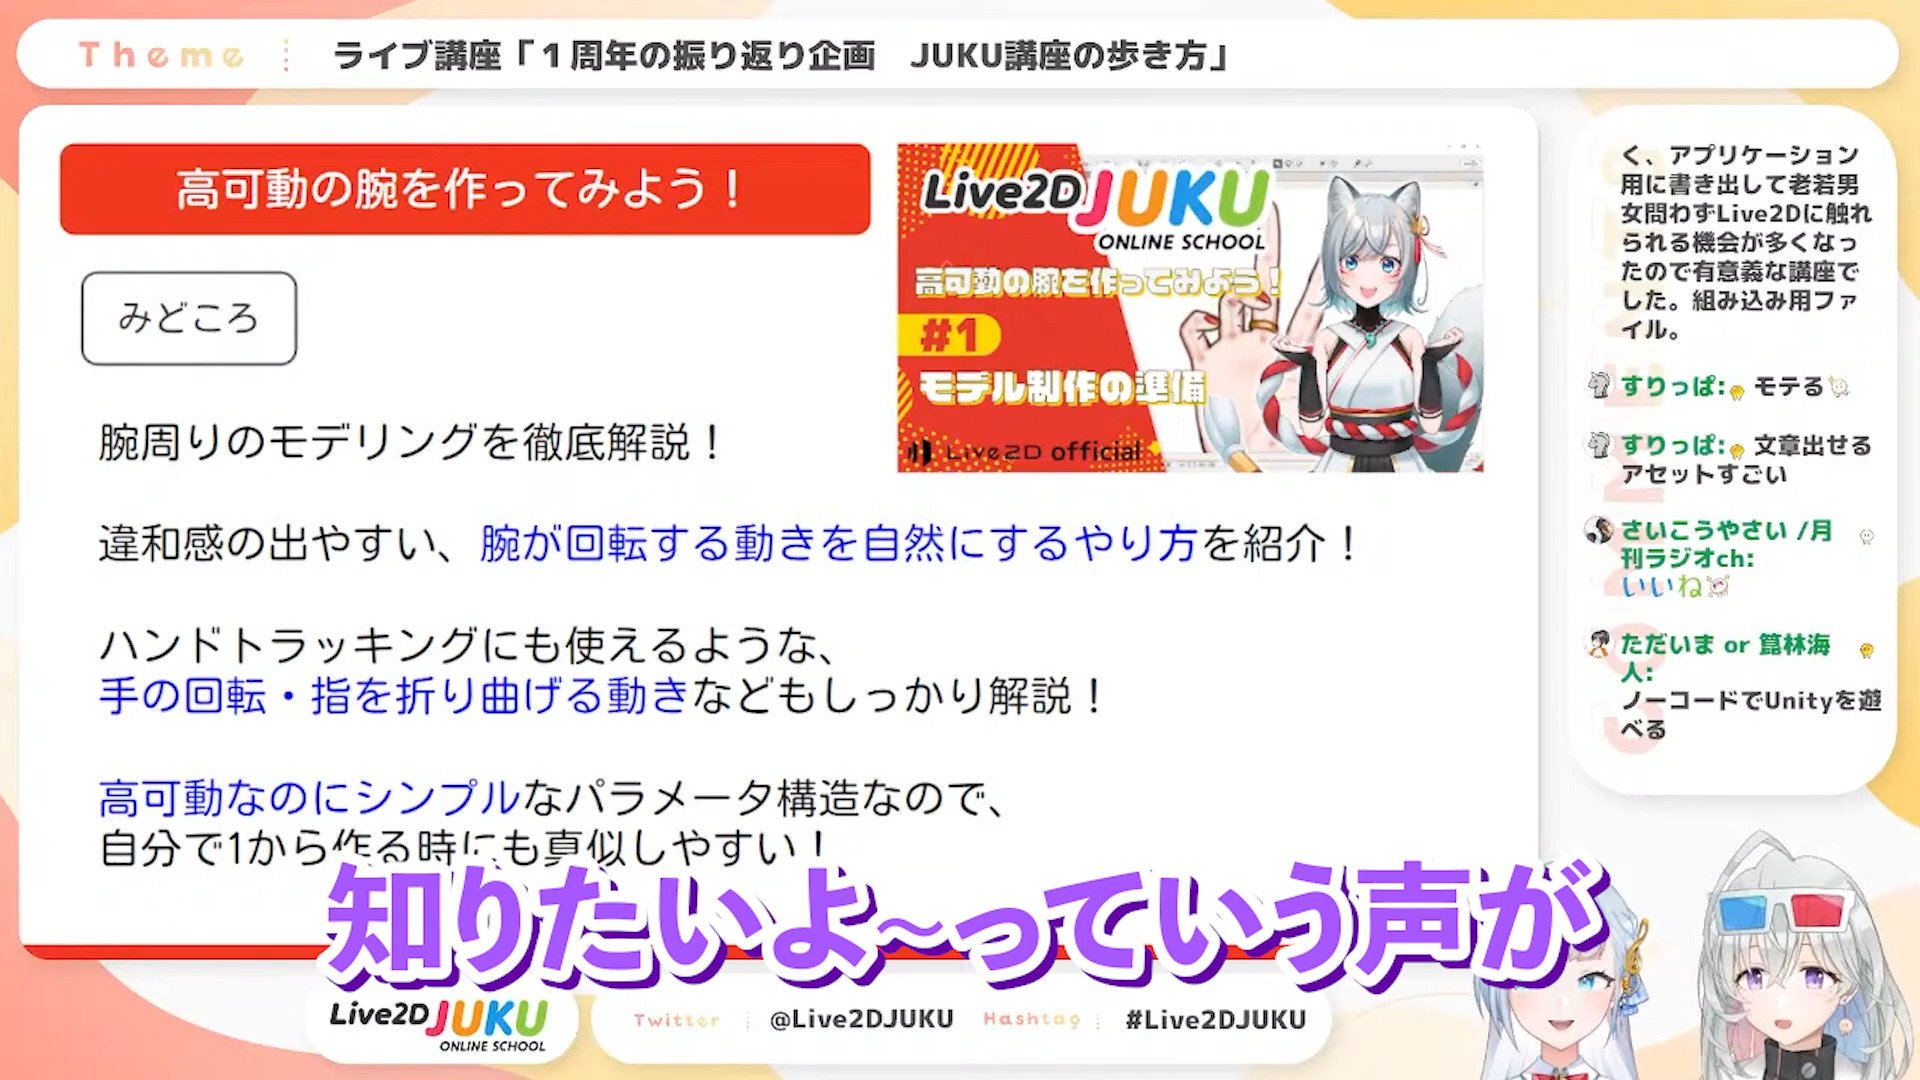 Theme
ライブ講座「１周年の振り返り企画　JUKU講座の歩き方」
高可動の腕を作ってみよう！
みどころ
腕周りのモデリングを徹底解説！
違和感の出やすい、腕が回転する動きを自然にするやり方を紹介！
ハンドトラッキングにも使えるような、
手の回転・指を折り曲げる動きなどもしっかり解説！
高可動なのにシンプルなパラメータ構造なので、
自分で1から作る時にも真似しやすい！
Live2D JUKU
ONLINE SCHOOL
高可動の腕を作ってみよう！
#1
モデル制作の準備
Live2D official
く、アプリケーション
用に書き出して老若男
女問わずLive2Dに触れ
られる機会が多くなっ
たので有意義な講座で
した。組み込み用ファ
イル。
すりっぱ: モテる
すりっぱ: 文章出せる
アセットすごい
さいこうやさい /月
刊ラジオch:
いいね
ただいま or 篦林海
人:
ノーコードでUnityを遊
べる
知りたいよ～っていう声が
Live2D JUKU
ONLINE SCHOOL
Twitter
@Live2DJUKU
Hashtag
#Live2DJUKU